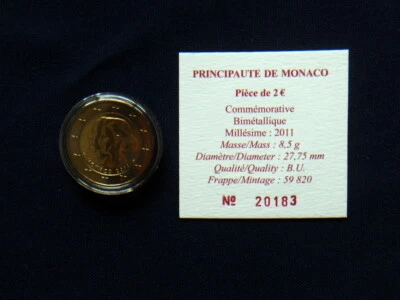 PRINCIPAUTE DE MONACO
Pièce de 2 €
Commémorative
Bimétallique
Millésime : 2011
Masse/Mass : 8,5 g
Diamètre/Diameter : 27,75 mm
Qualité/Quality : B.U.
Frappe/Mintage : 59 820
Nº 20183